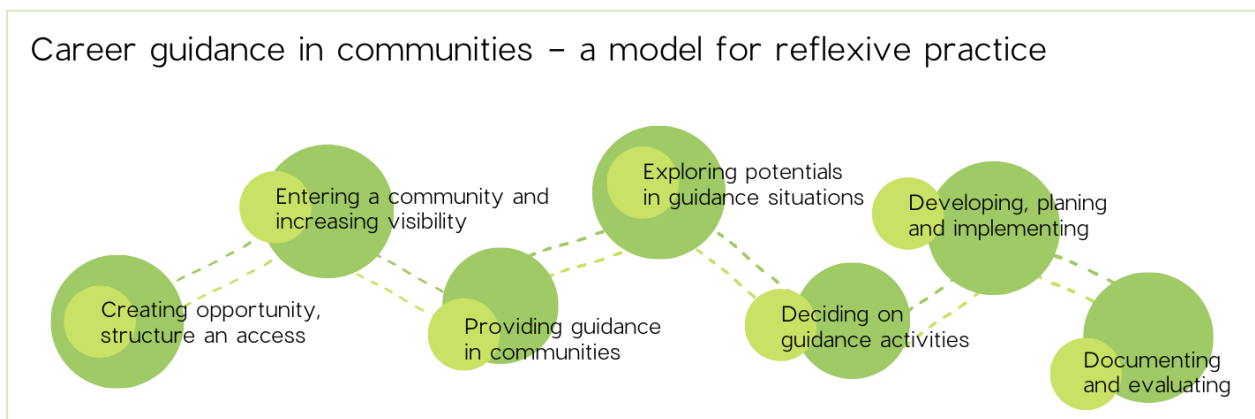 Career guidance in communities – a model for reflexive practice
Creating opportunity,
structure an access
Entering a community and
increasing visibility
Providing guidance
in communities
Exploring potentials
in guidance situations
Deciding on
guidance activities
Developing, planing
and implementing
Documenting
and evaluating